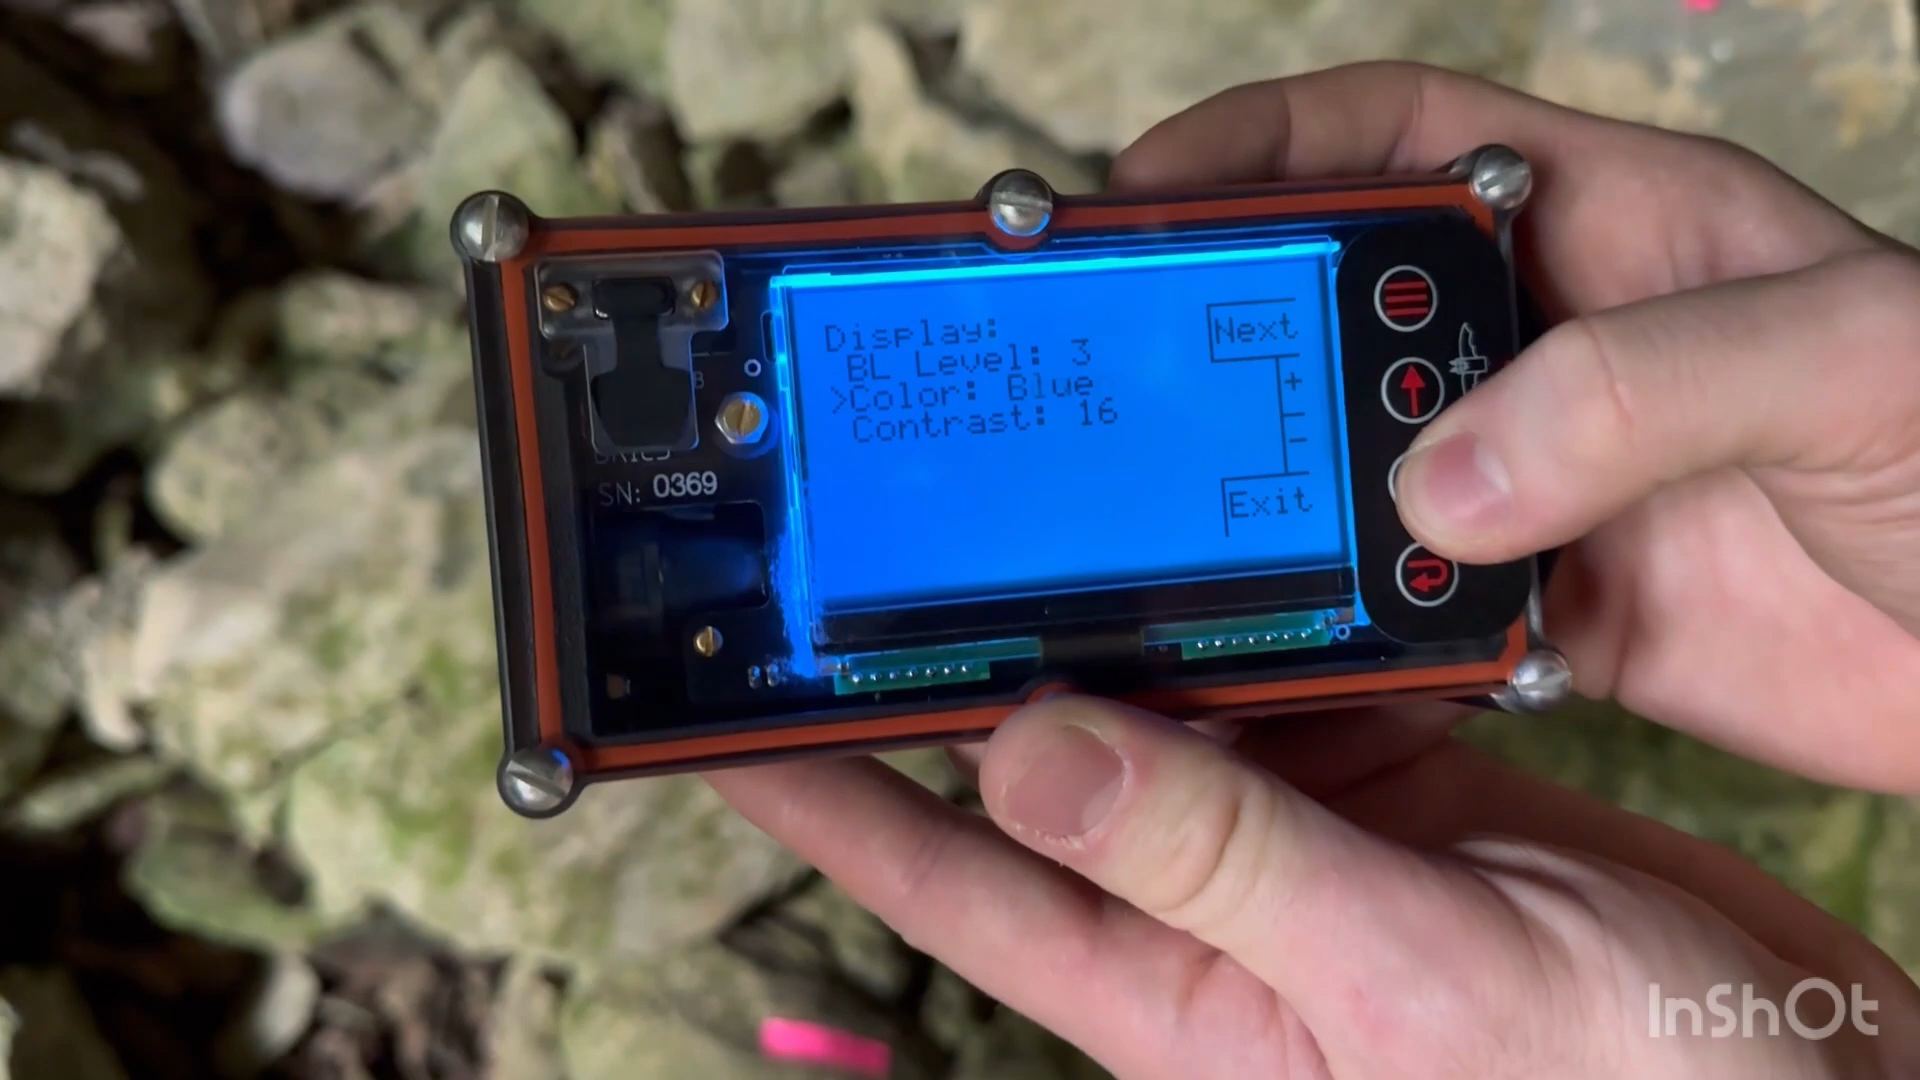 Display:
BL Level: 3
>Color: Blue
Contrast: 16
Next
+
-
Exit
SN: 0369
InShOt